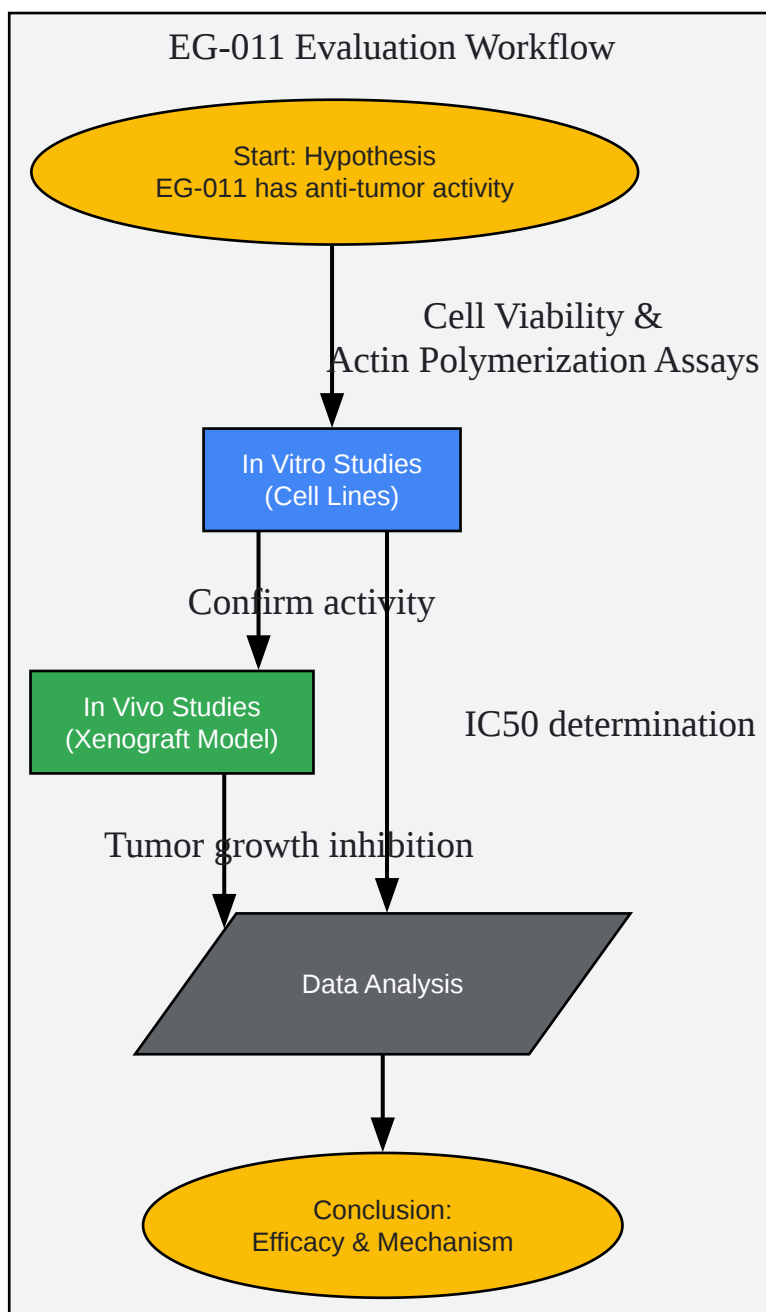 EG-011 Evaluation Workflow
Start: Hypothesis
EG-011 has anti-tumor activity
Cell Viability &
Actin Polymerization Assays
In Vitro Studies
(Cell Lines)
Confirm activity
In Vivo Studies
(Xenograft Model)
IC50 determination
Tumor growth inhibition
Data Analysis
Conclusion:
Efficacy & Mechanism